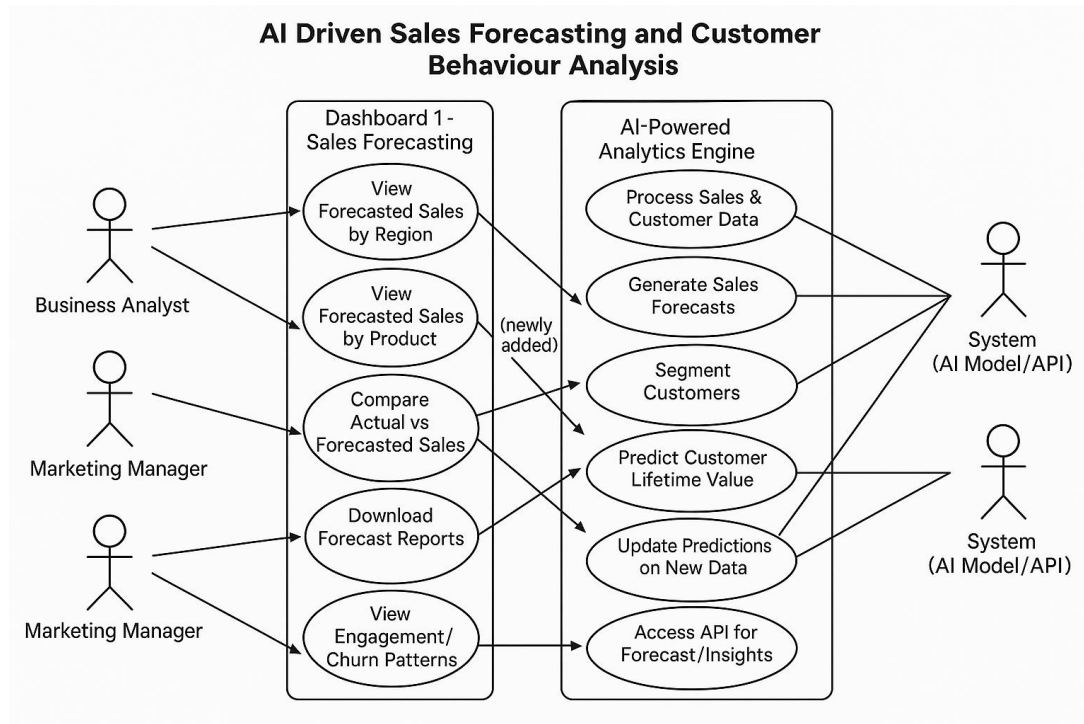 AI Driven Sales Forecasting and Customer
Behaviour Analysis
Dashboard 1 -
Sales Forecasting
View
Forecasted Sales
by Region
View
Forecasted Sales
by Product
Compare
Actual vs
Forecasted Sales
Download
Forecast Reports
View
Engagement/
Churn Patterns
(newly
added)
AI-Powered
Analytics Engine
Process Sales &
Customer Data
Generate Sales
Forecasts
Segment
Customers
Predict Customer
Lifetime Value
Update Predictions
on New Data
Access API for
Forecast/Insights
Business Analyst
Marketing Manager
Marketing Manager
System
(AI Model/API)
System
(AI Model/API)